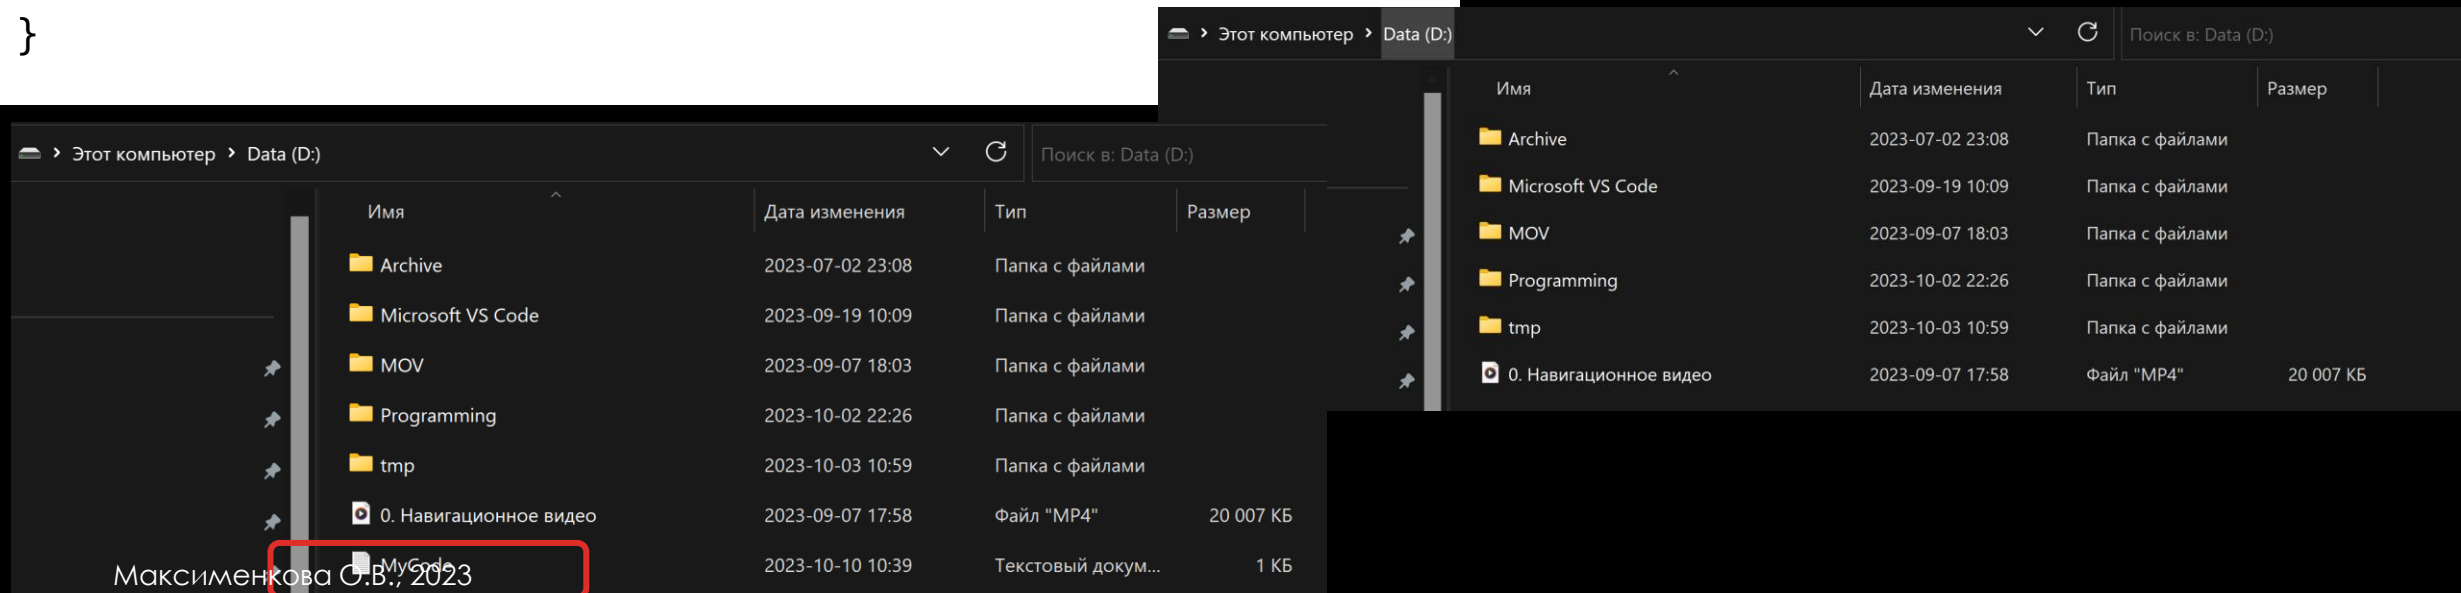 }
Этот компьютер > Data (D:)
Поиск в: Data (D:)
Имя Дата изменения Тип Размер
Archive 2023-07-02 23:08 Папка с файлами
Microsoft VS Code 2023-09-19 10:09 Папка с файлами
MOV 2023-09-07 18:03 Папка с файлами
Programming 2023-10-02 22:26 Папка с файлами
tmp 2023-10-03 10:59 Папка с файлами
0. Навигационное видео 2023-09-07 17:58 Файл "MP4" 20 007 КБ
Этот компьютер > Data (D:)
Поиск в: Data (D:)
Имя Дата изменения Тип Размер
Archive 2023-07-02 23:08 Папка с файлами
Microsoft VS Code 2023-09-19 10:09 Папка с файлами
MOV 2023-09-07 18:03 Папка с файлами
Programming 2023-10-02 22:26 Папка с файлами
tmp 2023-10-03 10:59 Папка с файлами
0. Навигационное видео 2023-09-07 17:58 Файл "MP4" 20 007 КБ
MyCode 2023-10-10 10:39 Текстовый докум... 1 КБ
Максименкова О.В., 2023